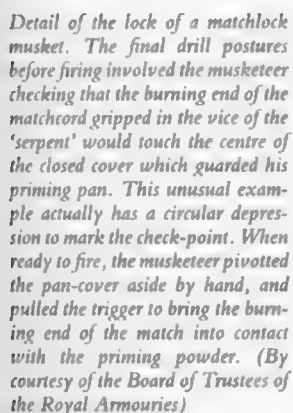 Detail of the lock of a matchlock
musket. The final drill postures
before firing involved the musketeer
checking that the burning end of the
matchcord gripped in the vice of the
'serpent' would touch the centre of
the closed cover which guarded his
priming pan. This unusual exam-
ple actually has a circular depres-
sion to mark the check-point. When
ready to fire, the musketeer pivotted
the pan-cover aside by hand, and
pulled the trigger to bring the burn-
ing end of the match into contact
with the priming powder. (By
courtesy of the Board of Trustees of
the Royal Armouries)